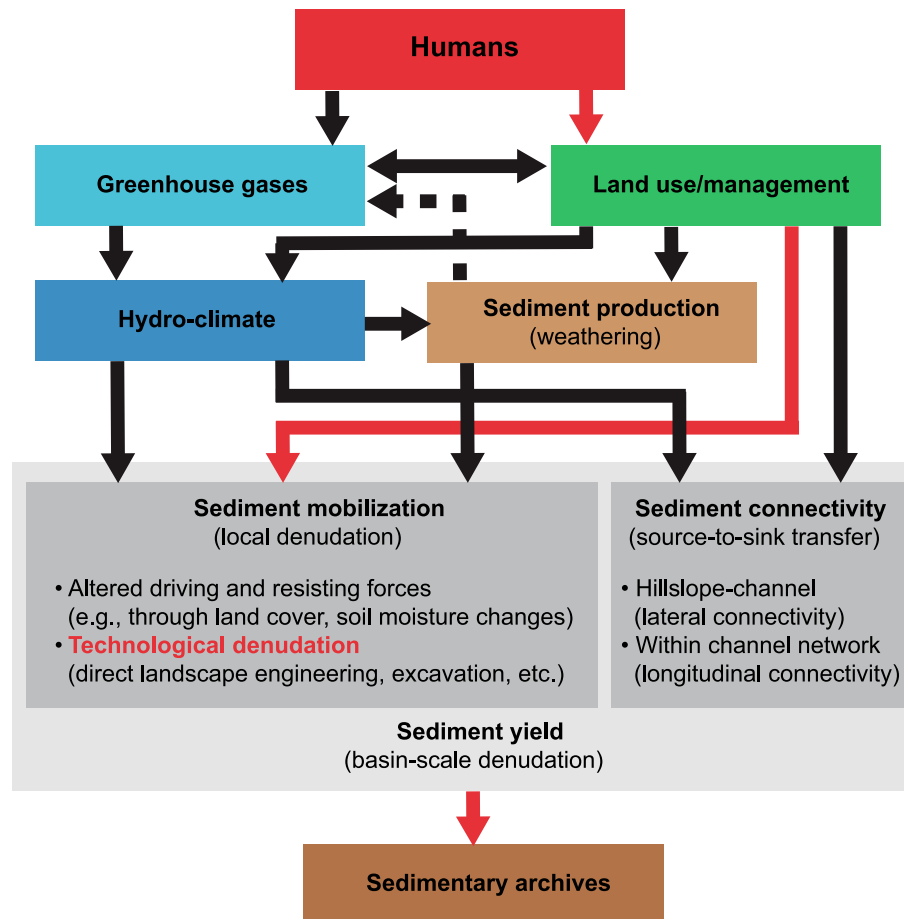 Humans
Greenhouse gases
Land use/management
Hydro-climate
Sediment production
(weathering)
Sediment mobilization
(local denudation)
• Altered driving and resisting forces
(e.g., through land cover, soil moisture changes)
• Technological denudation
(direct landscape engineering, excavation, etc.)
Sediment connectivity
(source-to-sink transfer)
• Hillslope-channel
(lateral connectivity)
• Within channel network
(longitudinal connectivity)
Sediment yield
(basin-scale denudation)
Sedimentary archives